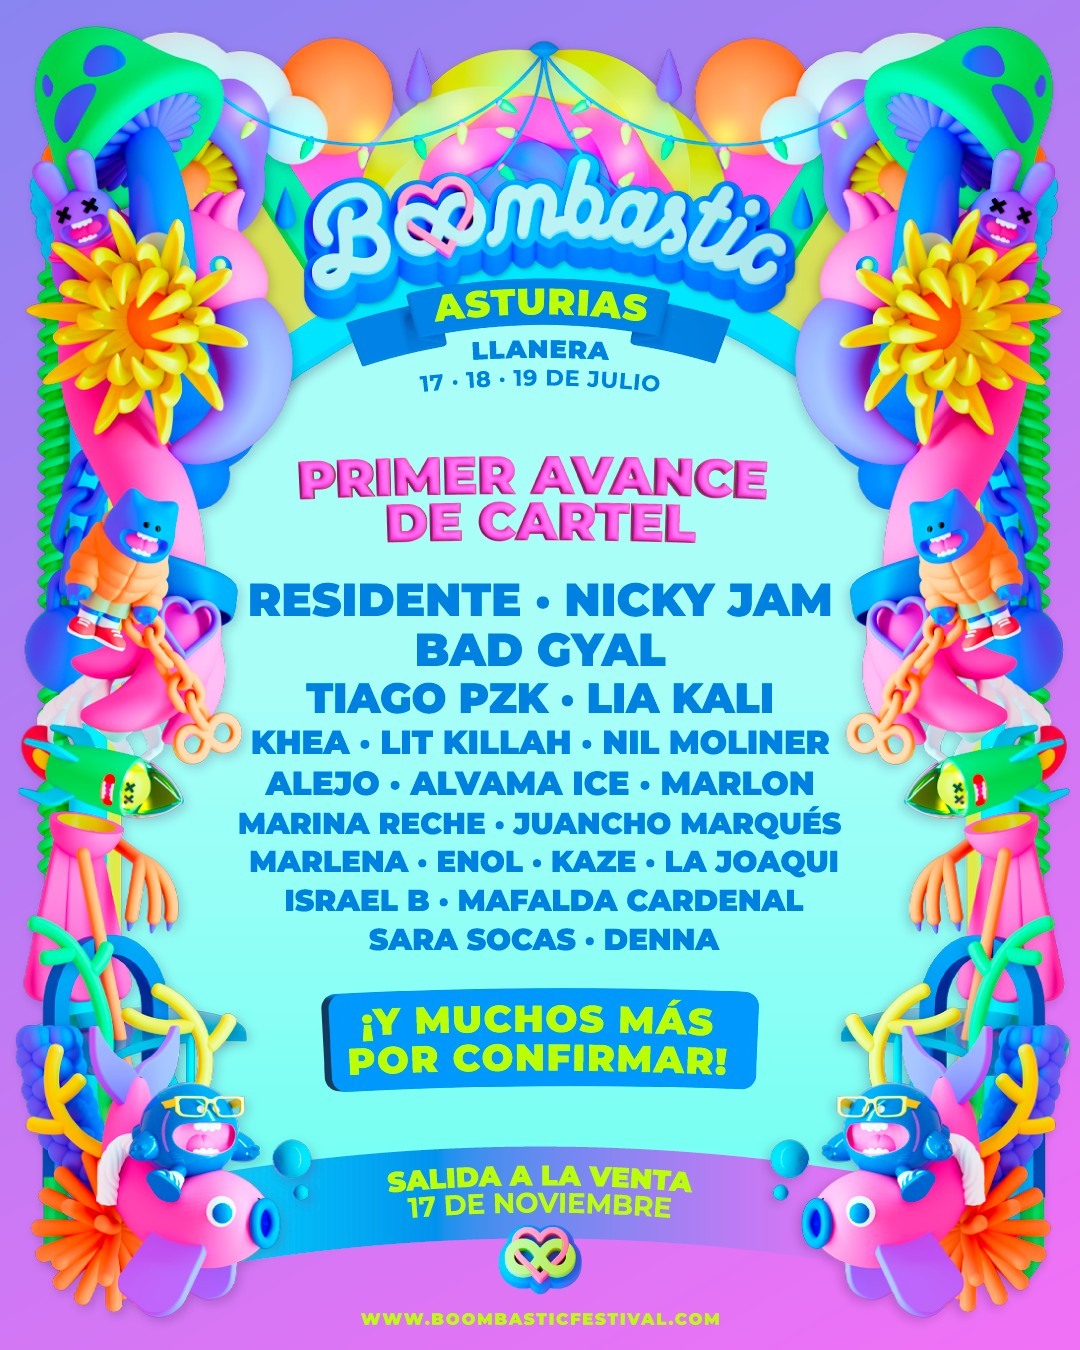 Boombastic
ASTURIAS
LLANERA
17 · 18 · 19 DE JULIO
PRIMER AVANCE
DE CARTEL
RESIDENTE • NICKY JAM
BAD GYAL
TIAGO PZK • LIA KALI
KHEA • LIT KILLAH • NIL MOLINER
ALEJO • ALVAMA ICE • MARLON
MARINA RECHE • JUANCHO MARQUÉS
MARLENA • ENOL • KAZE • LA JOAQUI
ISRAEL B • MAFALDA CARDENAL
SARA SOCAS • DENNA
¡Y MUCHOS MÁS
POR CONFIRMAR!
SALIDA A LA VENTA
17 DE NOVIEMBRE
WWW.BOOMBASTICFESTIVAL.COM